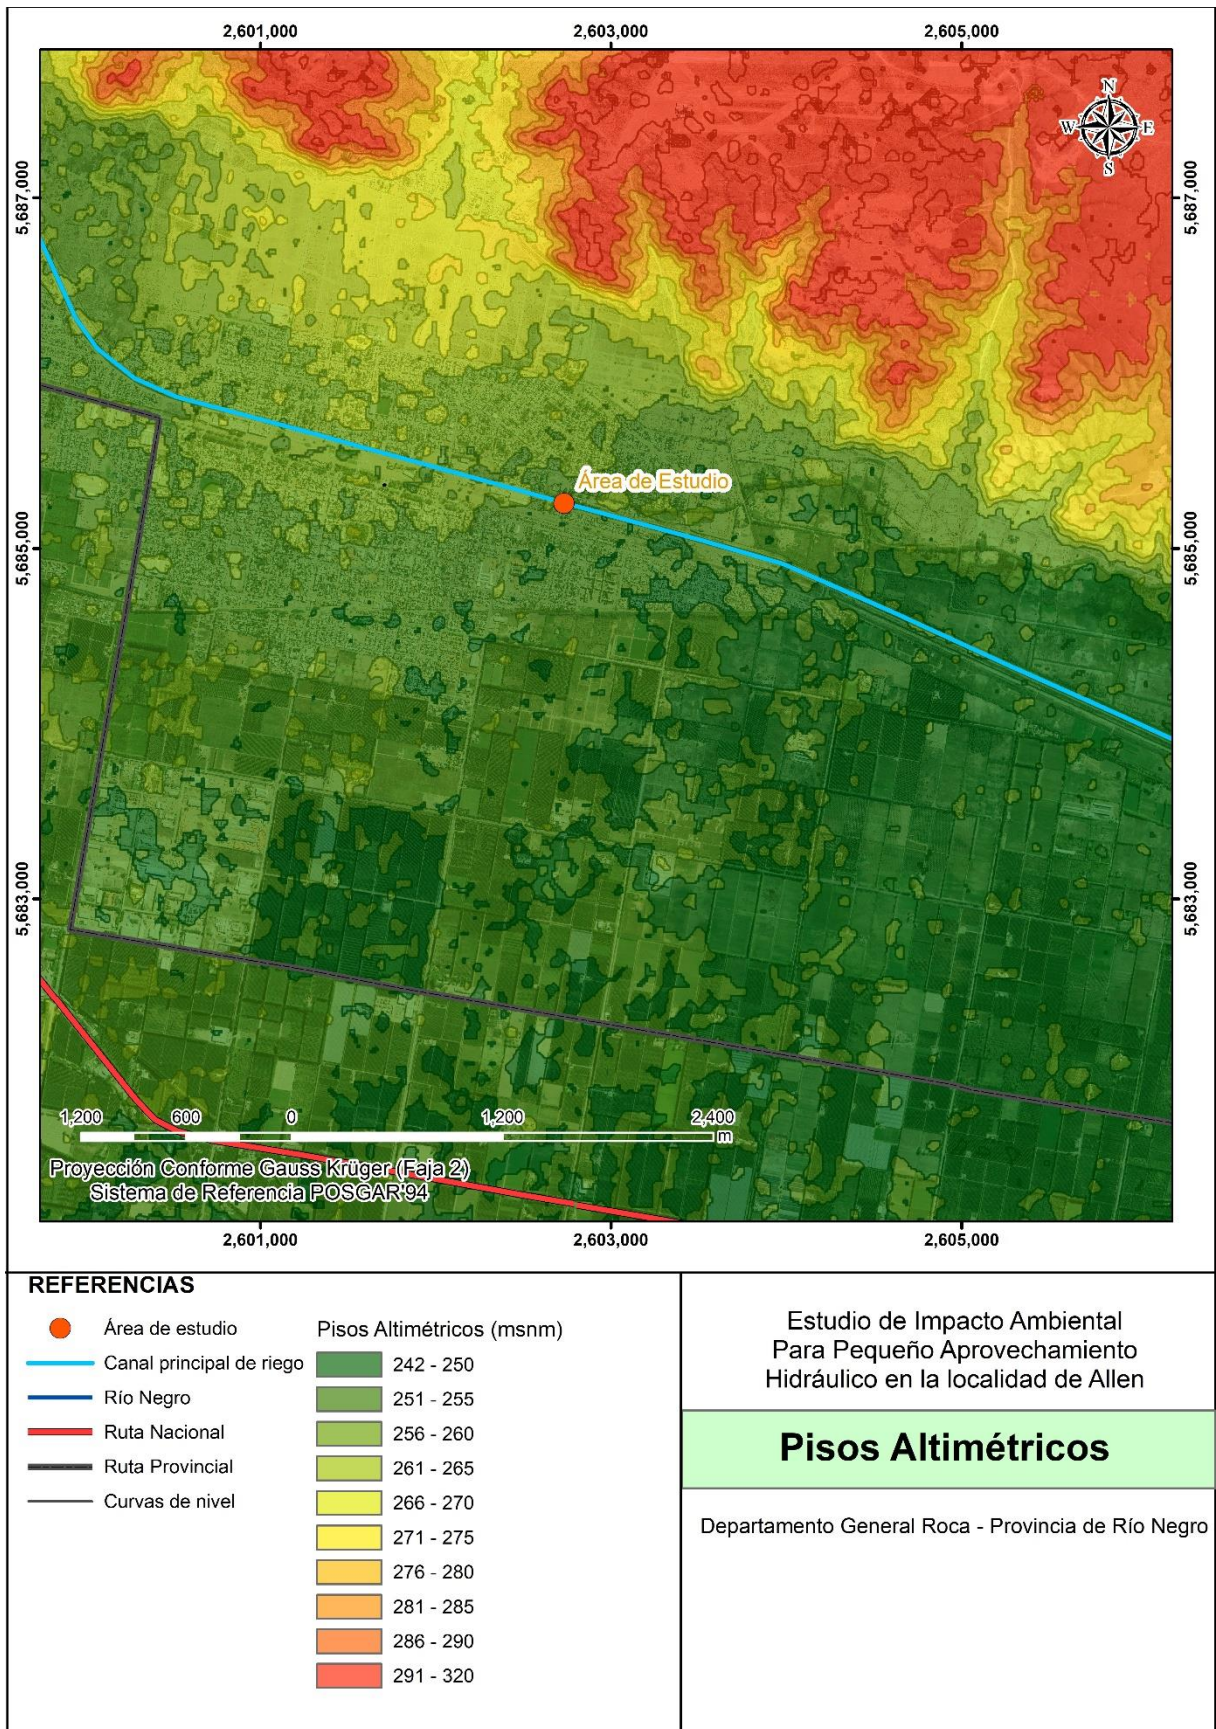 2,601,000
2,603,000
2,605,000
N
W E
S
5,687,000
5,687,000
Área de Estudio
5,685,000
5,685,000
5,683,000
5,683,000
1,200 600 0 1,200 2,400
m
Proyección Conforme Gauss Krüger (Faja 2)
Sistema de Referencia POSGAR'94
2,601,000
2,603,000
2,605,000
REFERENCIAS
Área de estudio
Canal principal de riego
Río Negro
Ruta Nacional
Ruta Provincial
Curvas de nivel
Pisos Altimétricos (msnm)
242 - 250
251 - 255
256 - 260
261 - 265
266 - 270
271 - 275
276 - 280
281 - 285
286 - 290
291 - 320
Estudio de Impacto Ambiental
Para Pequeño Aprovechamiento
Hidráulico en la localidad de Allen
Pisos Altimétricos
Departamento General Roca - Provincia de Río Negro